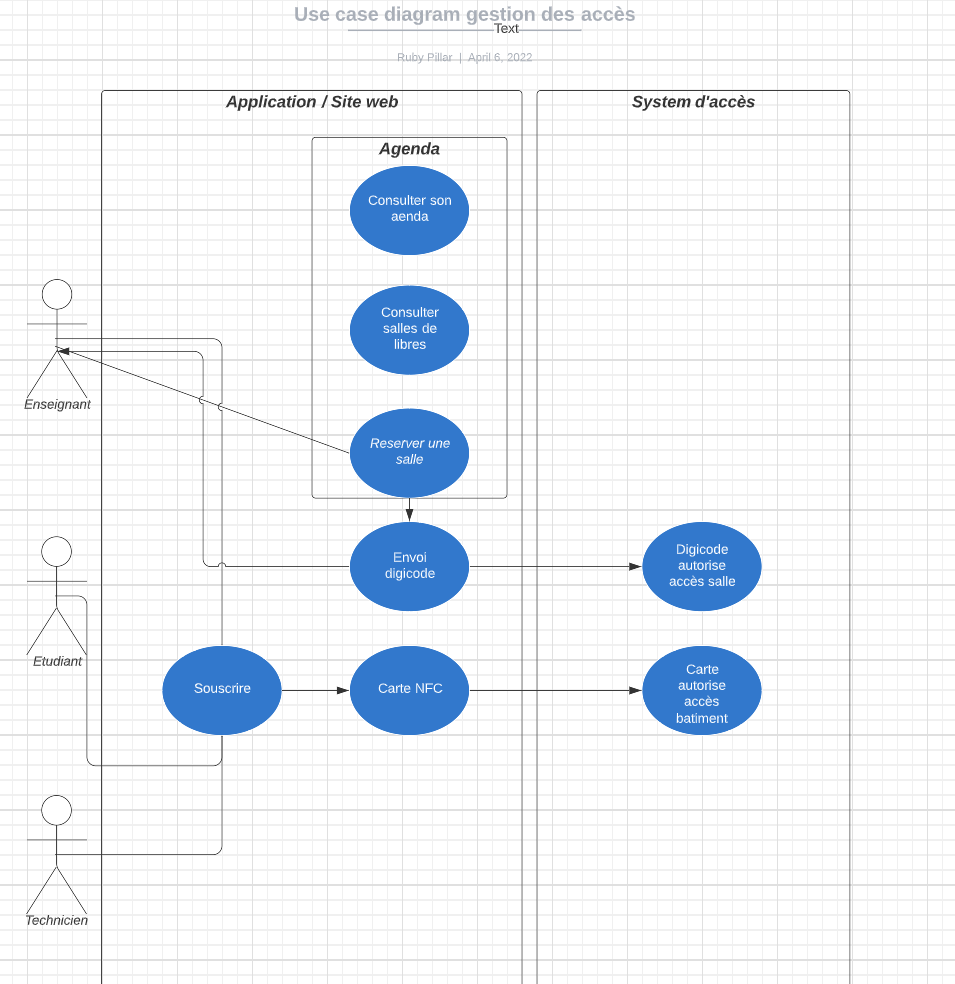 Use case diagram gestion des accès
Text
Ruby Pillar | April 6, 2022
Application / Site web
System d'accès
Agenda
Consulter son
aenda
Consulter
salles de
libres
Enseignant
Reserver une
salle
Envoi
digicode
Digicode
autorise
accès salle
Etudiant
Souscrire
Carte NFC
Carte
autorise
accès
batiment
Technicien